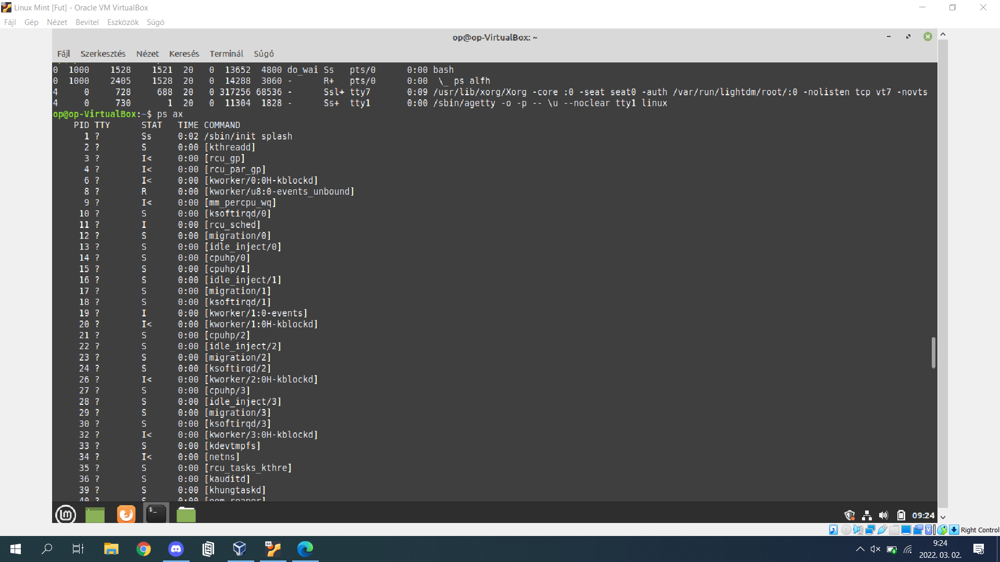 Linux Mint [Fut] - Oracle VM VirtualBox
Fájl Gép Nézet Bevitel Eszközök Súgó
op@op-VirtualBox: ~
Fájl Szerkesztés Nézet Keresés Terminál Súgó
0  1000    1528    1521  20   0  13652  4800 do_wai Ss   pts/0      0:00 bash
0  1000    2405    1528  20   0  14288  3060 -      R+   pts/0      0:00  \_ ps alfh
4     0     728     688  20   0 317256 68536 -      Ssl+ tty7       0:09 /usr/lib/xorg/Xorg -core :0 -seat seat0 -auth /var/run/lightdm/root/:0 -nolisten tcp vt7 -novts
4     0     730       1  20   0  11304  1828 -      Ss+  tty1       0:00 /sbin/agetty -o -p -- \u --noclear tty1 linux
op@op-VirtualBox:~$ ps ax
    PID TTY      STAT   TIME COMMAND
      1 ?        Ss     0:02 /sbin/init splash
      2 ?        S      0:00 [kthreadd]
      3 ?        I<     0:00 [rcu_gp]
      4 ?        I<     0:00 [rcu_par_gp]
      6 ?        I<     0:00 [kworker/0:0H-kblockd]
      8 ?        R      0:00 [kworker/u8:0-events_unbound]
      9 ?        I<     0:00 [mm_percpu_wq]
     10 ?        S      0:00 [ksoftirqd/0]
     11 ?        I      0:00 [rcu_sched]
     12 ?        S      0:00 [migration/0]
     13 ?        S      0:00 [idle_inject/0]
     14 ?        S      0:00 [cpuhp/0]
     15 ?        S      0:00 [cpuhp/1]
     16 ?        S      0:00 [idle_inject/1]
     17 ?        S      0:00 [migration/1]
     18 ?        S      0:00 [ksoftirqd/1]
     19 ?        I      0:00 [kworker/1:0-events]
     20 ?        I<     0:00 [kworker/1:0H-kblockd]
     21 ?        S      0:00 [cpuhp/2]
     22 ?        S      0:00 [idle_inject/2]
     23 ?        S      0:00 [migration/2]
     24 ?        S      0:00 [ksoftirqd/2]
     26 ?        I<     0:00 [kworker/2:0H-kblockd]
     27 ?        S      0:00 [cpuhp/3]
     28 ?        S      0:00 [idle_inject/3]
     29 ?        S      0:00 [migration/3]
     30 ?        S      0:00 [ksoftirqd/3]
     32 ?        I<     0:00 [kworker/3:0H-kblockd]
     33 ?        S      0:00 [kdevtmpfs]
     34 ?        I<     0:00 [netns]
     35 ?        S      0:00 [rcu_tasks_kthre]
     36 ?        S      0:00 [kauditd]
     39 ?        S      0:00 [khungtaskd]
     40 ?        S      0:00 [oom_reaper]
09:24
Right Control
9:24
2022. 03. 02.